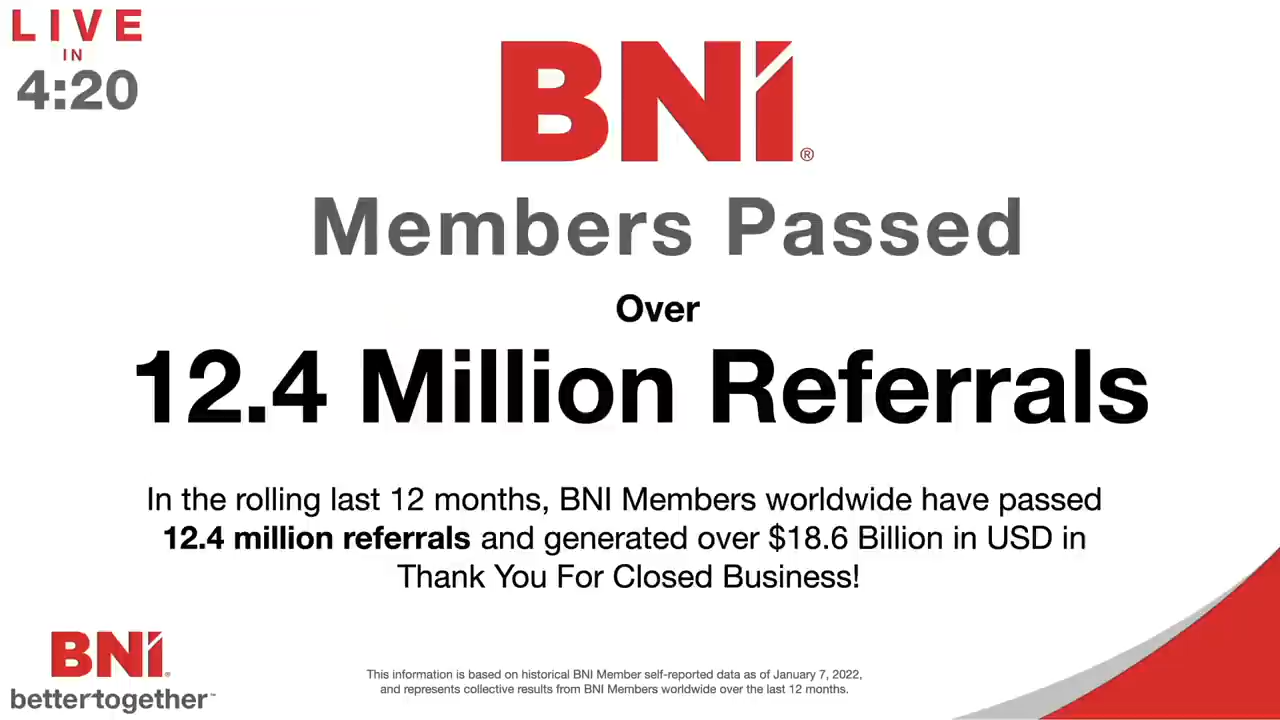 LIVE
IN
4:20
BNI®
Members Passed
Over
12.4 Million Referrals
In the rolling last 12 months, BNI Members worldwide have passed
12.4 million referrals and generated over $18.6 Billion in USD in
Thank You For Closed Business!
BNI®
bettertogether™
This information is based on historical BNI Member self-reported data as of January 7, 2022,
and represents collective results from BNI Members worldwide over the last 12 months.